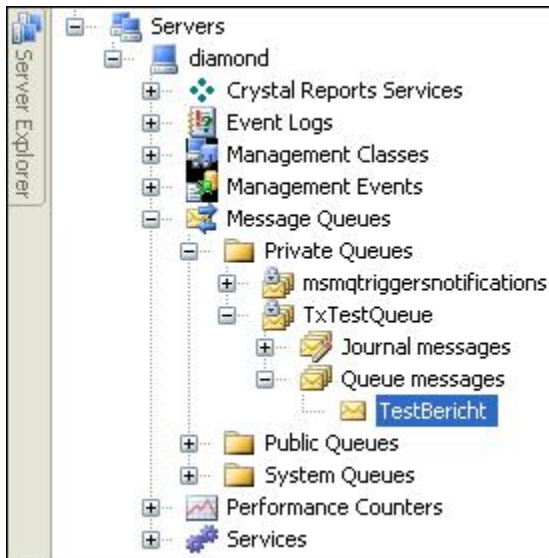 Server Explorer
Servers
diamond
Crystal Reports Services
Event Logs
Management Classes
Management Events
Message Queues
Private Queues
msmqtriggersnotifications
TxTestQueue
Journal messages
Queue messages
TestBericht
Public Queues
System Queues
Performance Counters
Services